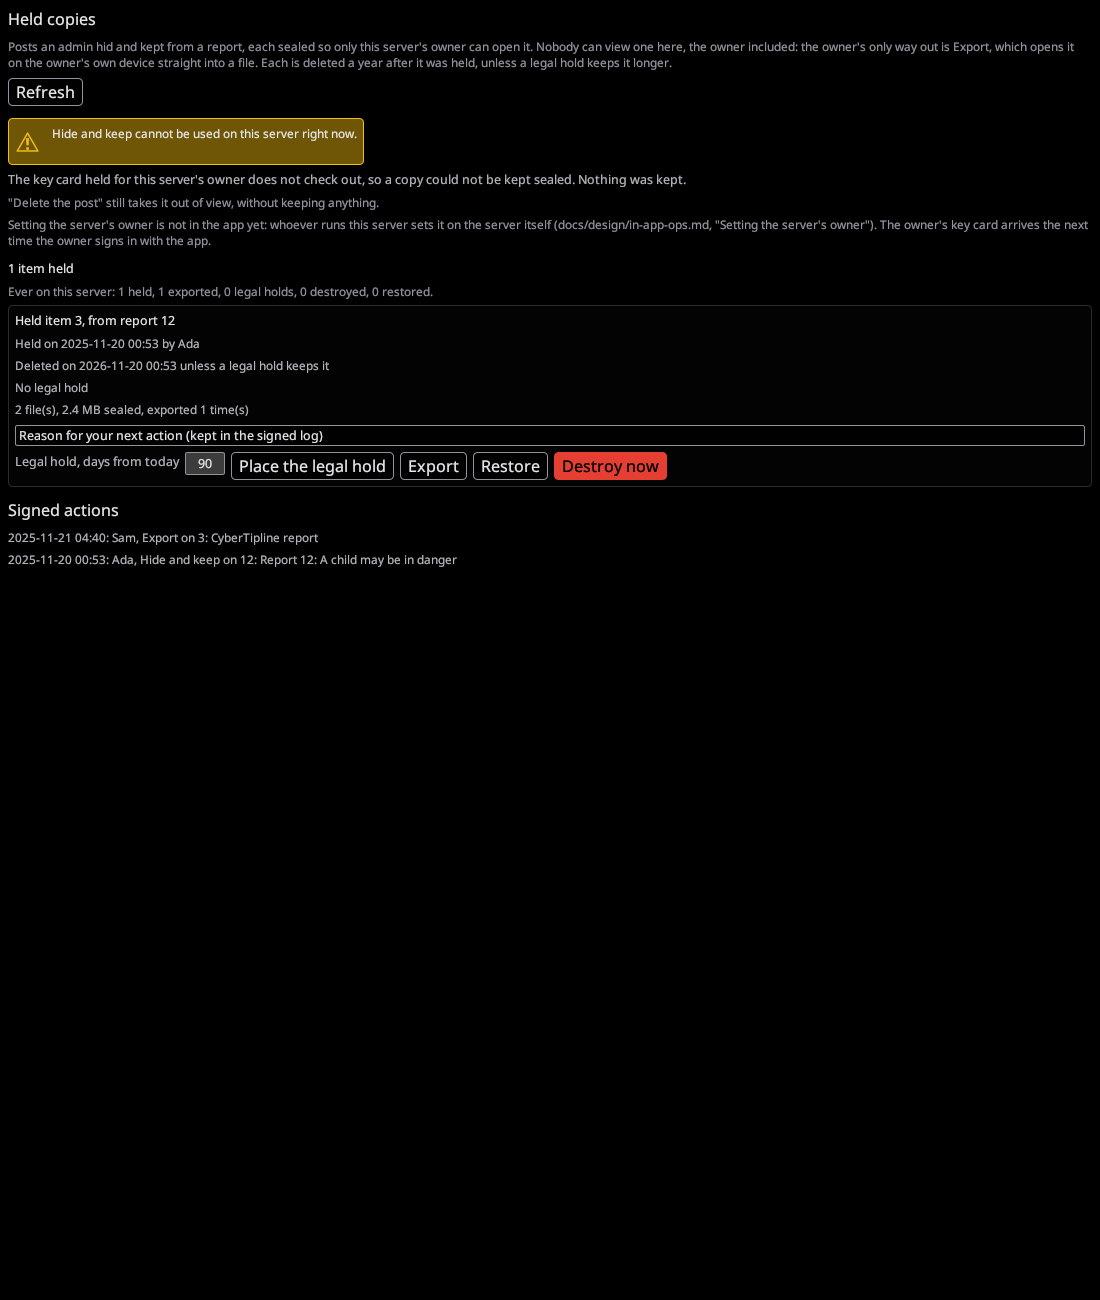 Held copies
Posts an admin hid and kept from a report, each sealed so only this server's owner can open it. Nobody can view one here, the owner included: the owner's only way out is Export, which opens it
on the owner's own device straight into a file. Each is deleted a year after it was held, unless a legal hold keeps it longer.
Refresh
Hide and keep cannot be used on this server right now.
The key card held for this server's owner does not check out, so a copy could not be kept sealed. Nothing was kept.
"Delete the post" still takes it out of view, without keeping anything.
Setting the server's owner is not in the app yet: whoever runs this server sets it on the server itself (docs/design/in-app-ops.md, "Setting the server's owner"). The owner's key card arrives the next
time the owner signs in with the app.
1 item held
Ever on this server: 1 held, 1 exported, 0 legal holds, 0 destroyed, 0 restored.
Held item 3, from report 12
Held on 2025-11-20 00:53 by Ada
Deleted on 2026-11-20 00:53 unless a legal hold keeps it
No legal hold
2 file(s), 2.4 MB sealed, exported 1 time(s)
Reason for your next action (kept in the signed log)
Legal hold, days from today 90 Place the legal hold Export Restore Destroy now
Signed actions
2025-11-21 04:40: Sam, Export on 3: CyberTipline report
2025-11-20 00:53: Ada, Hide and keep on 12: Report 12: A child may be in danger